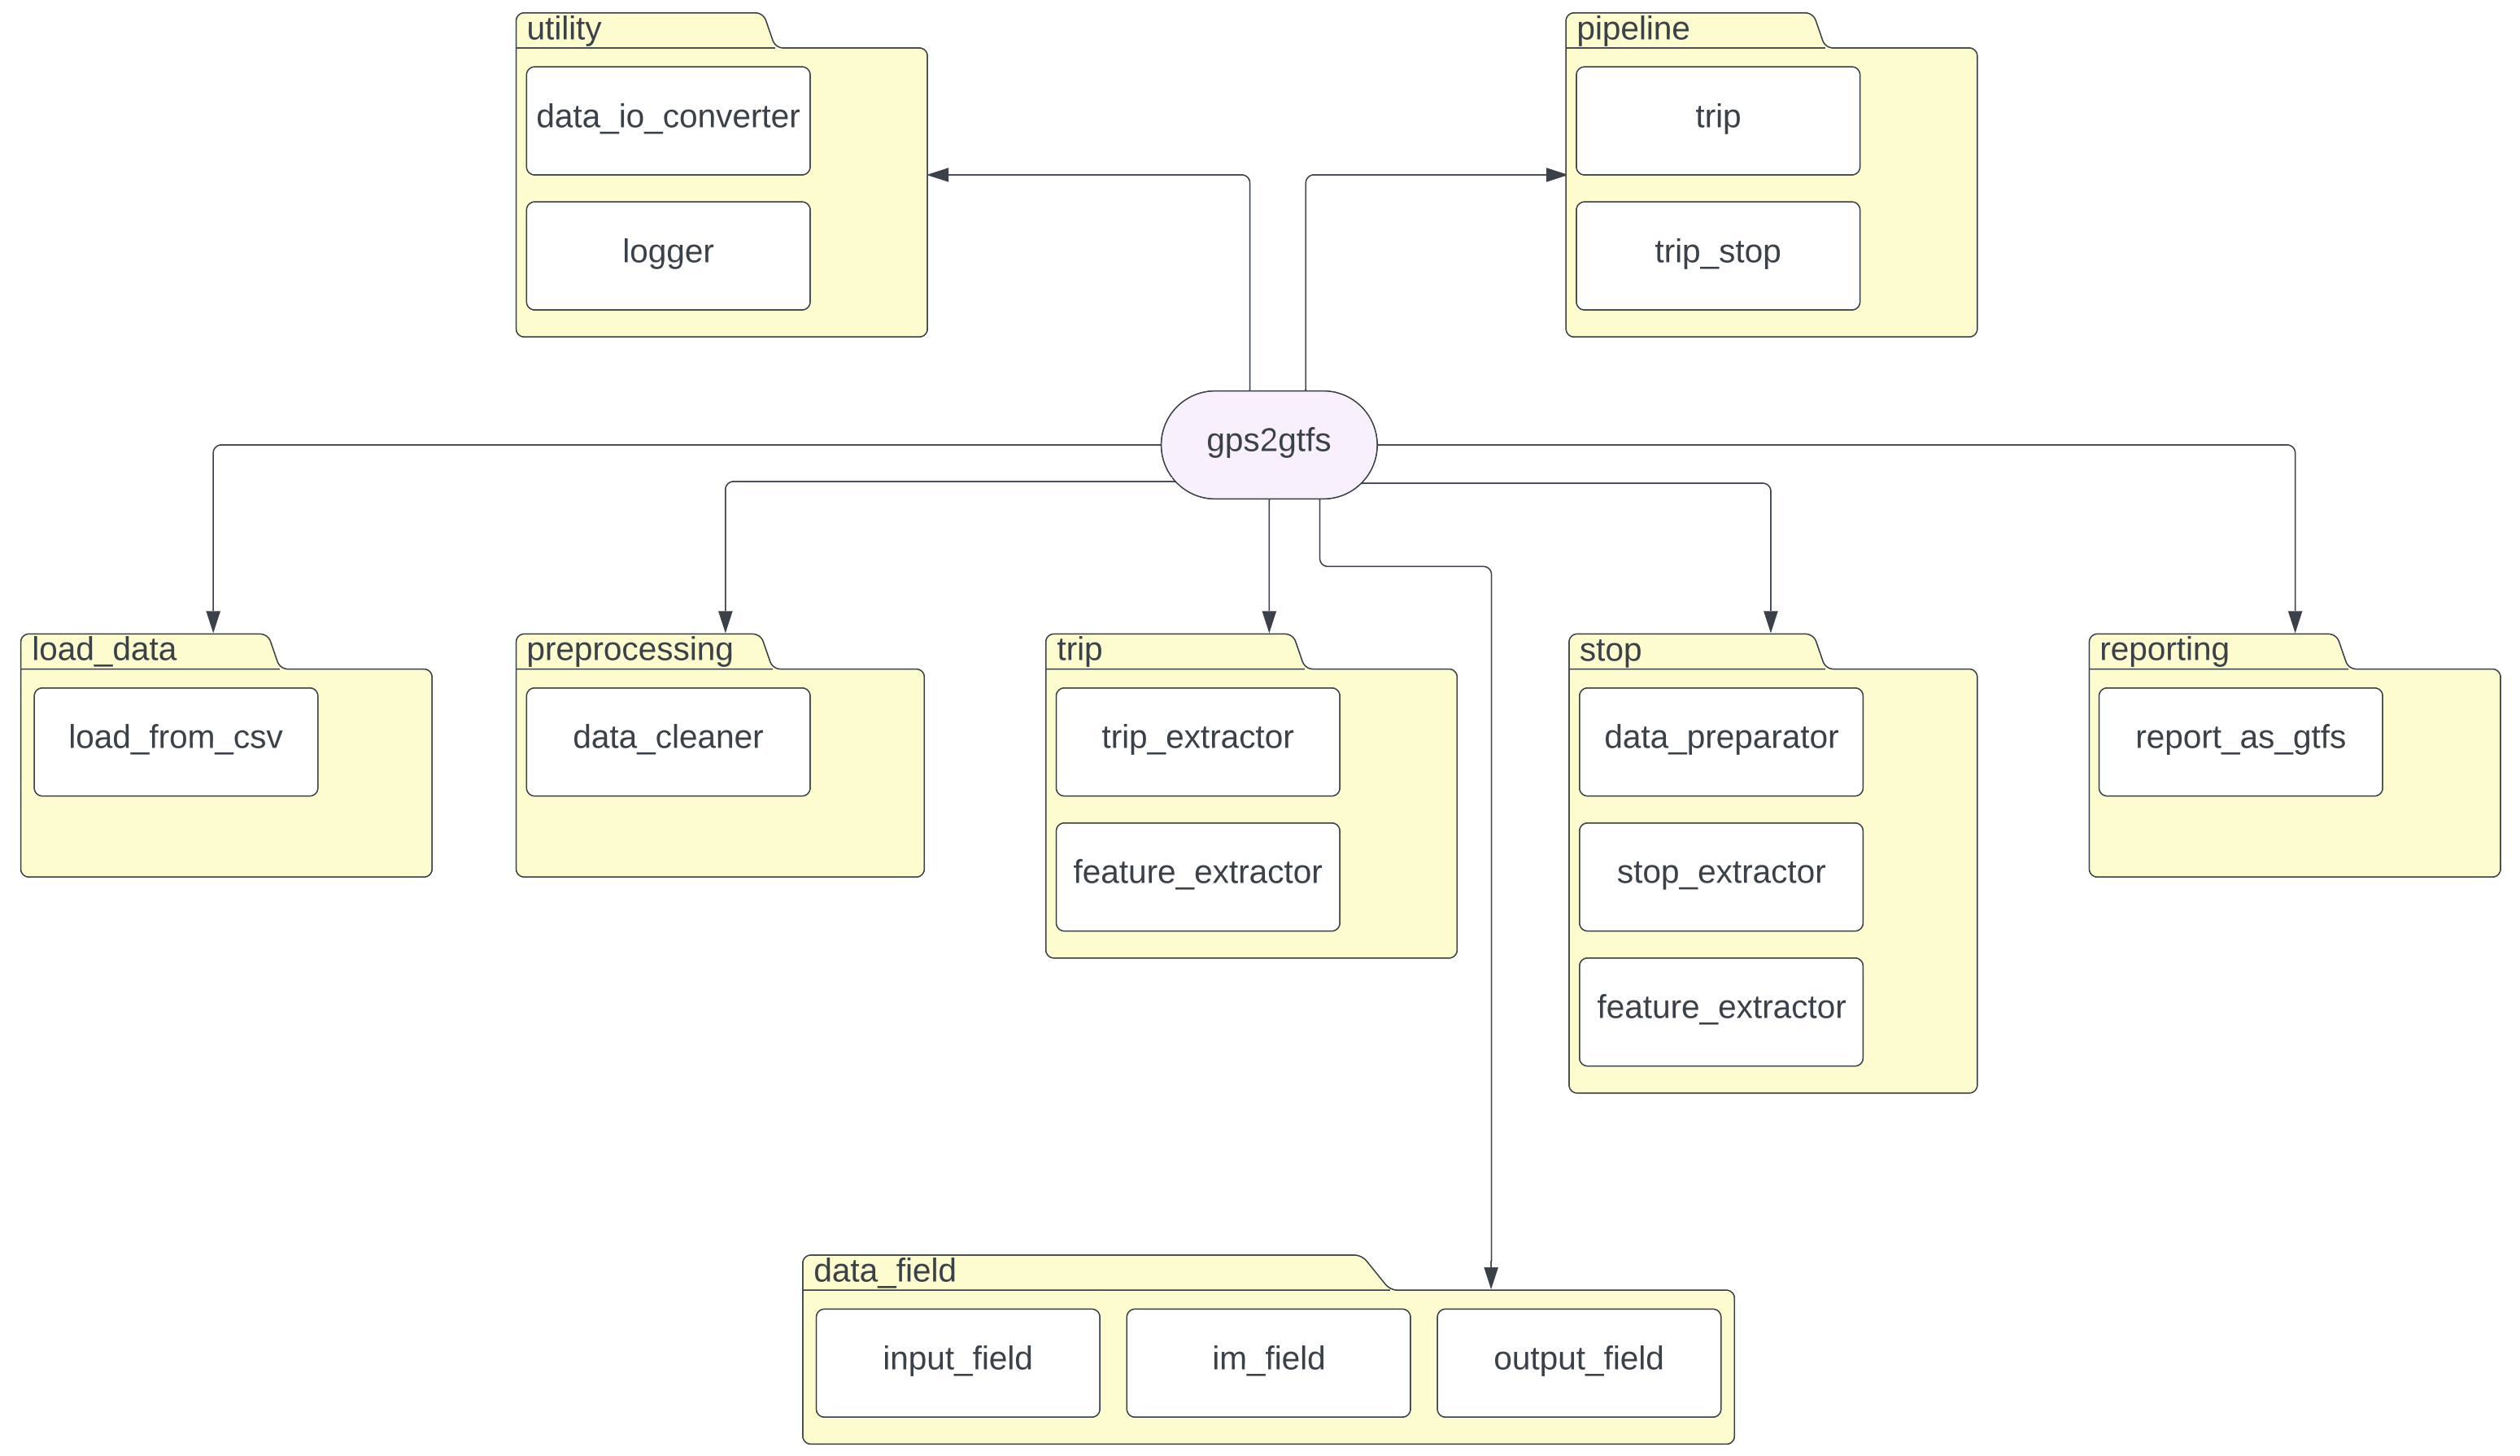 utility
data_io_converter
logger
pipeline
trip
trip_stop
gps2gtfs
load_data
load_from_csv
preprocessing
data_cleaner
trip
trip_extractor
feature_extractor
stop
data_preparator
stop_extractor
feature_extractor
reporting
report_as_gtfs
data_field
input_field
im_field
output_field